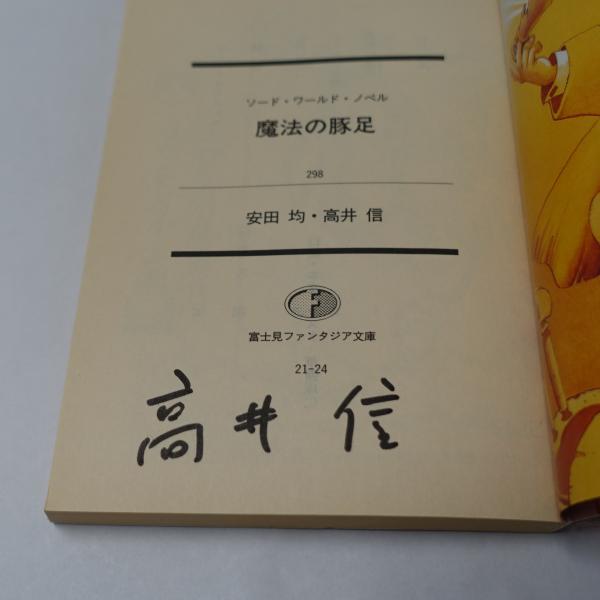 ソード・ワールド・ノベル
魔法の豚足
298
安田 均・高井 信
F
富士見ファンタジア文庫
21-24
高井 信